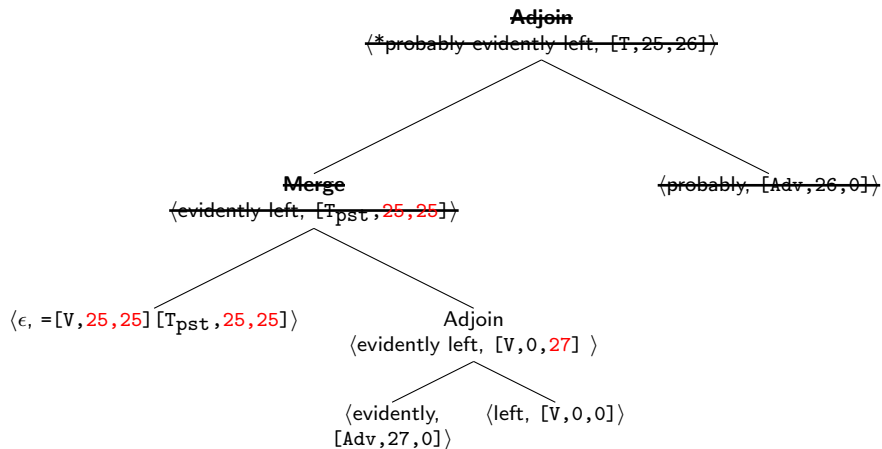 Adjoin
⟨*probably evidently left, [T,25,26]⟩
Merge
⟨evidently left, [Tpst,25,25]⟩
⟨probably, [Adv,26,0]⟩
⟨ϵ, =[V,25,25][Tpst,25,25]⟩
Adjoin
⟨evidently left, [V,0,27] ⟩
⟨evidently,
[Adv,27,0]⟩
⟨left, [V,0,0]⟩